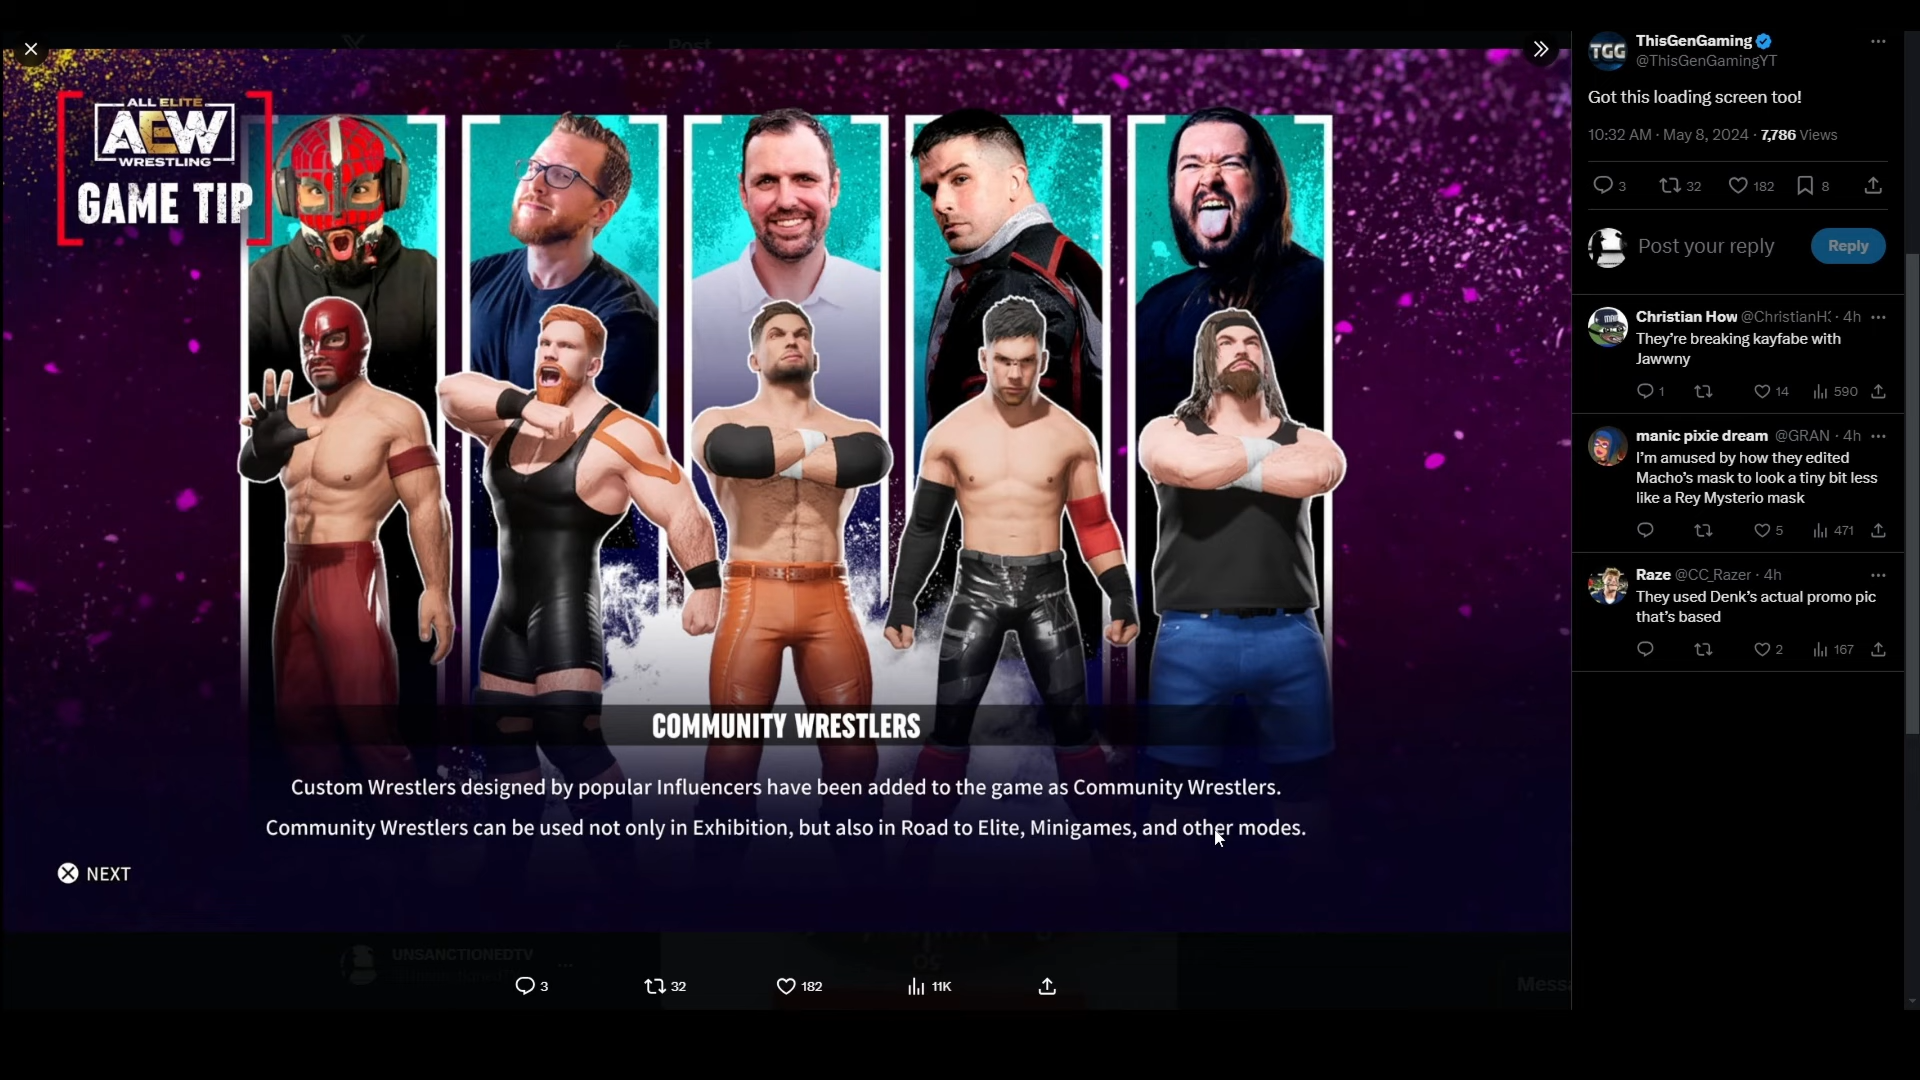 Post
ALL ELITE
AEW
WRESTLING
GAME TIP
COMMUNITY WRESTLERS
Custom Wrestlers designed by popular Influencers have been added to the game as Community Wrestlers.
Community Wrestlers can be used not only in Exhibition, but also in Road to Elite, Minigames, and other modes.
NEXT
UNSANCTIONEDTV
3 32 182 11K
Mess
TGG
ThisGenGaming
@ThisGenGamingYT
Got this loading screen too!
10:32 AM · May 8, 2024 · 7,786 Views
3 32 182 8
Post your reply
Reply
Christian How @ChristianH · 4h
They're breaking kayfabe with
Jawwny
1 14 590
manic pixie dream @GRAN · 4h
I'm amused by how they edited
Macho's mask to look a tiny bit less
like a Rey Mysterio mask
5 471
Raze @CC_Razer · 4h
They used Denk's actual promo pic
that's based
2 167